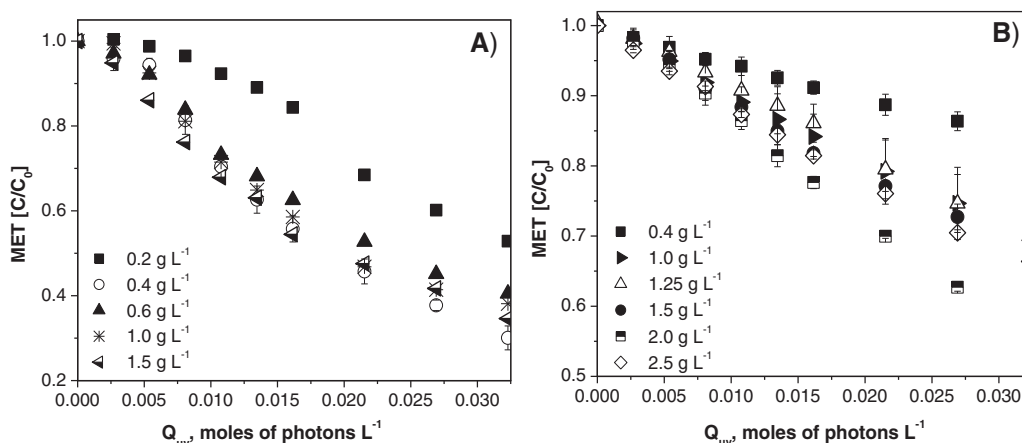 A)
MET [C/C0]
1.0
0.8
0.6
0.4
0.2
0.2 g L-1
0.4 g L-1
0.6 g L-1
1.0 g L-1
1.5 g L-1
0.000 0.005 0.010 0.015 0.020 0.025 0.030
Quv, moles of photons L-1
B)
MET [C/C0]
1.0
0.9
0.8
0.7
0.6
0.5
0.4 g L-1
1.0 g L-1
1.25 g L-1
1.5 g L-1
2.0 g L-1
2.5 g L-1
0.000 0.005 0.010 0.015 0.020 0.025 0.030
Quv, moles of photons L-1